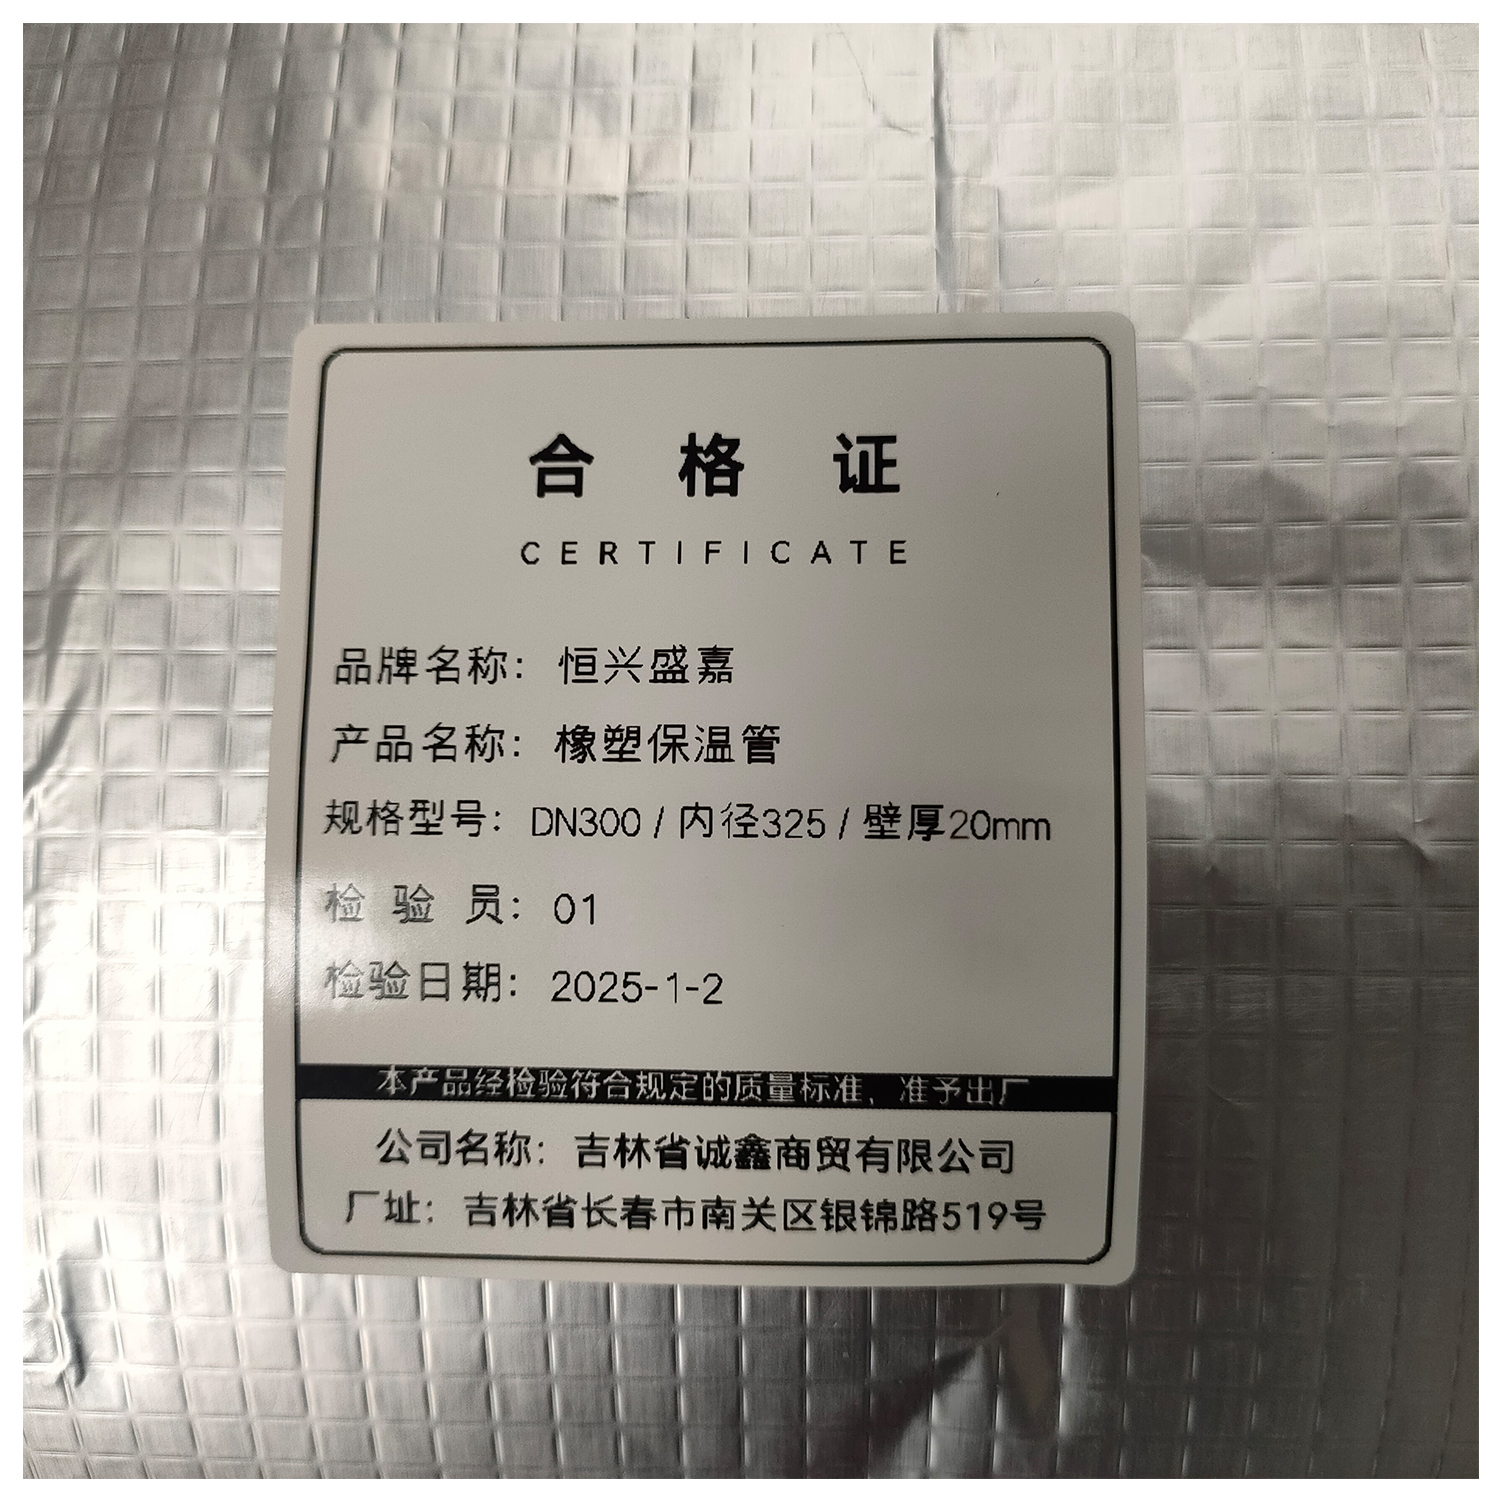 合格证
CERTIFICATE
品牌名称：恒兴盛嘉
产品名称：橡塑保温管
规格型号：DN300 / 内径325 / 壁厚20mm
检验员：01
检验日期：2025-1-2
本产品经检验符合规定的质量标准，准予出厂
公司名称：吉林省诚鑫商贸有限公司
厂址：吉林省长春市南关区银锦路519号